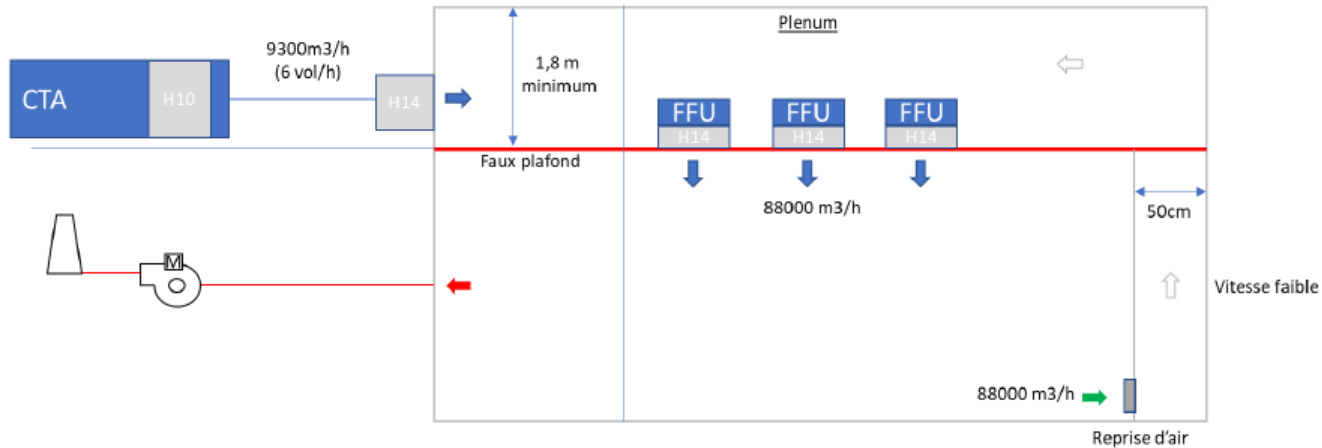 Plenum
9300m3/h
(6 vol/h)
1,8 m
minimum
CTA
H10
H14
FFU
FFU
FFU
H14
H14
H14
Faux plafond
88000 m3/h
50cm
M
Vitesse faible
88000 m3/h
Reprise d'air